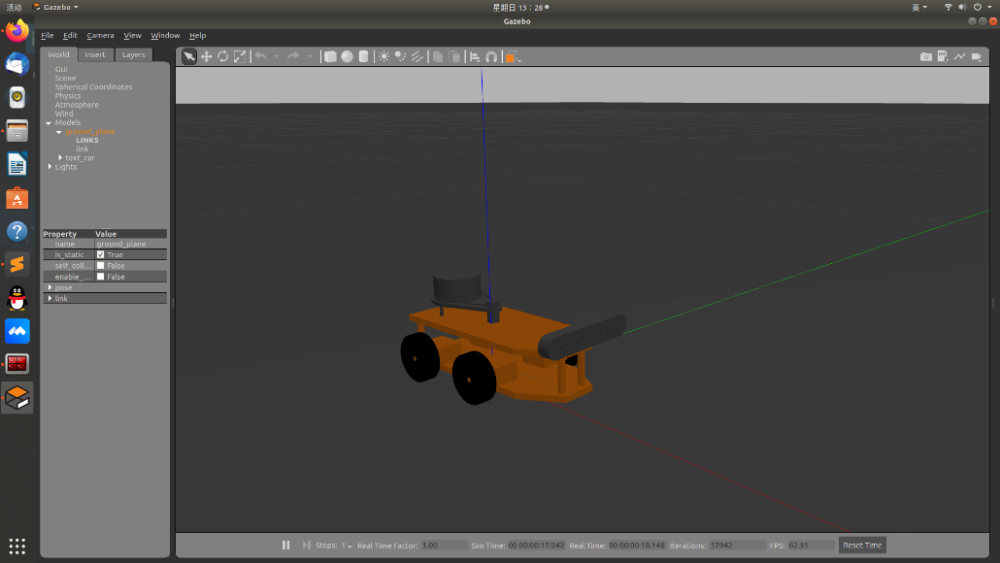 活动 Gazebo 星期日 13：28 英
Gazebo
File Edit Camera View Window Help
World Insert Layers
GUI
Scene
Spherical Coordinates
Physics
Atmosphere
Wind
Models
ground_plane
LINKS
link
text_car
Lights
Property Value
name ground_plane
is_static True
self_coll... False
enable_... False
pose
link
Steps: 1 Real Time Factor: 1.00 Sim Time: 00 00:00:17.942 Real Time: 00 00:00:18.148 Iterations: 17942 FPS: 62.51 Reset Time